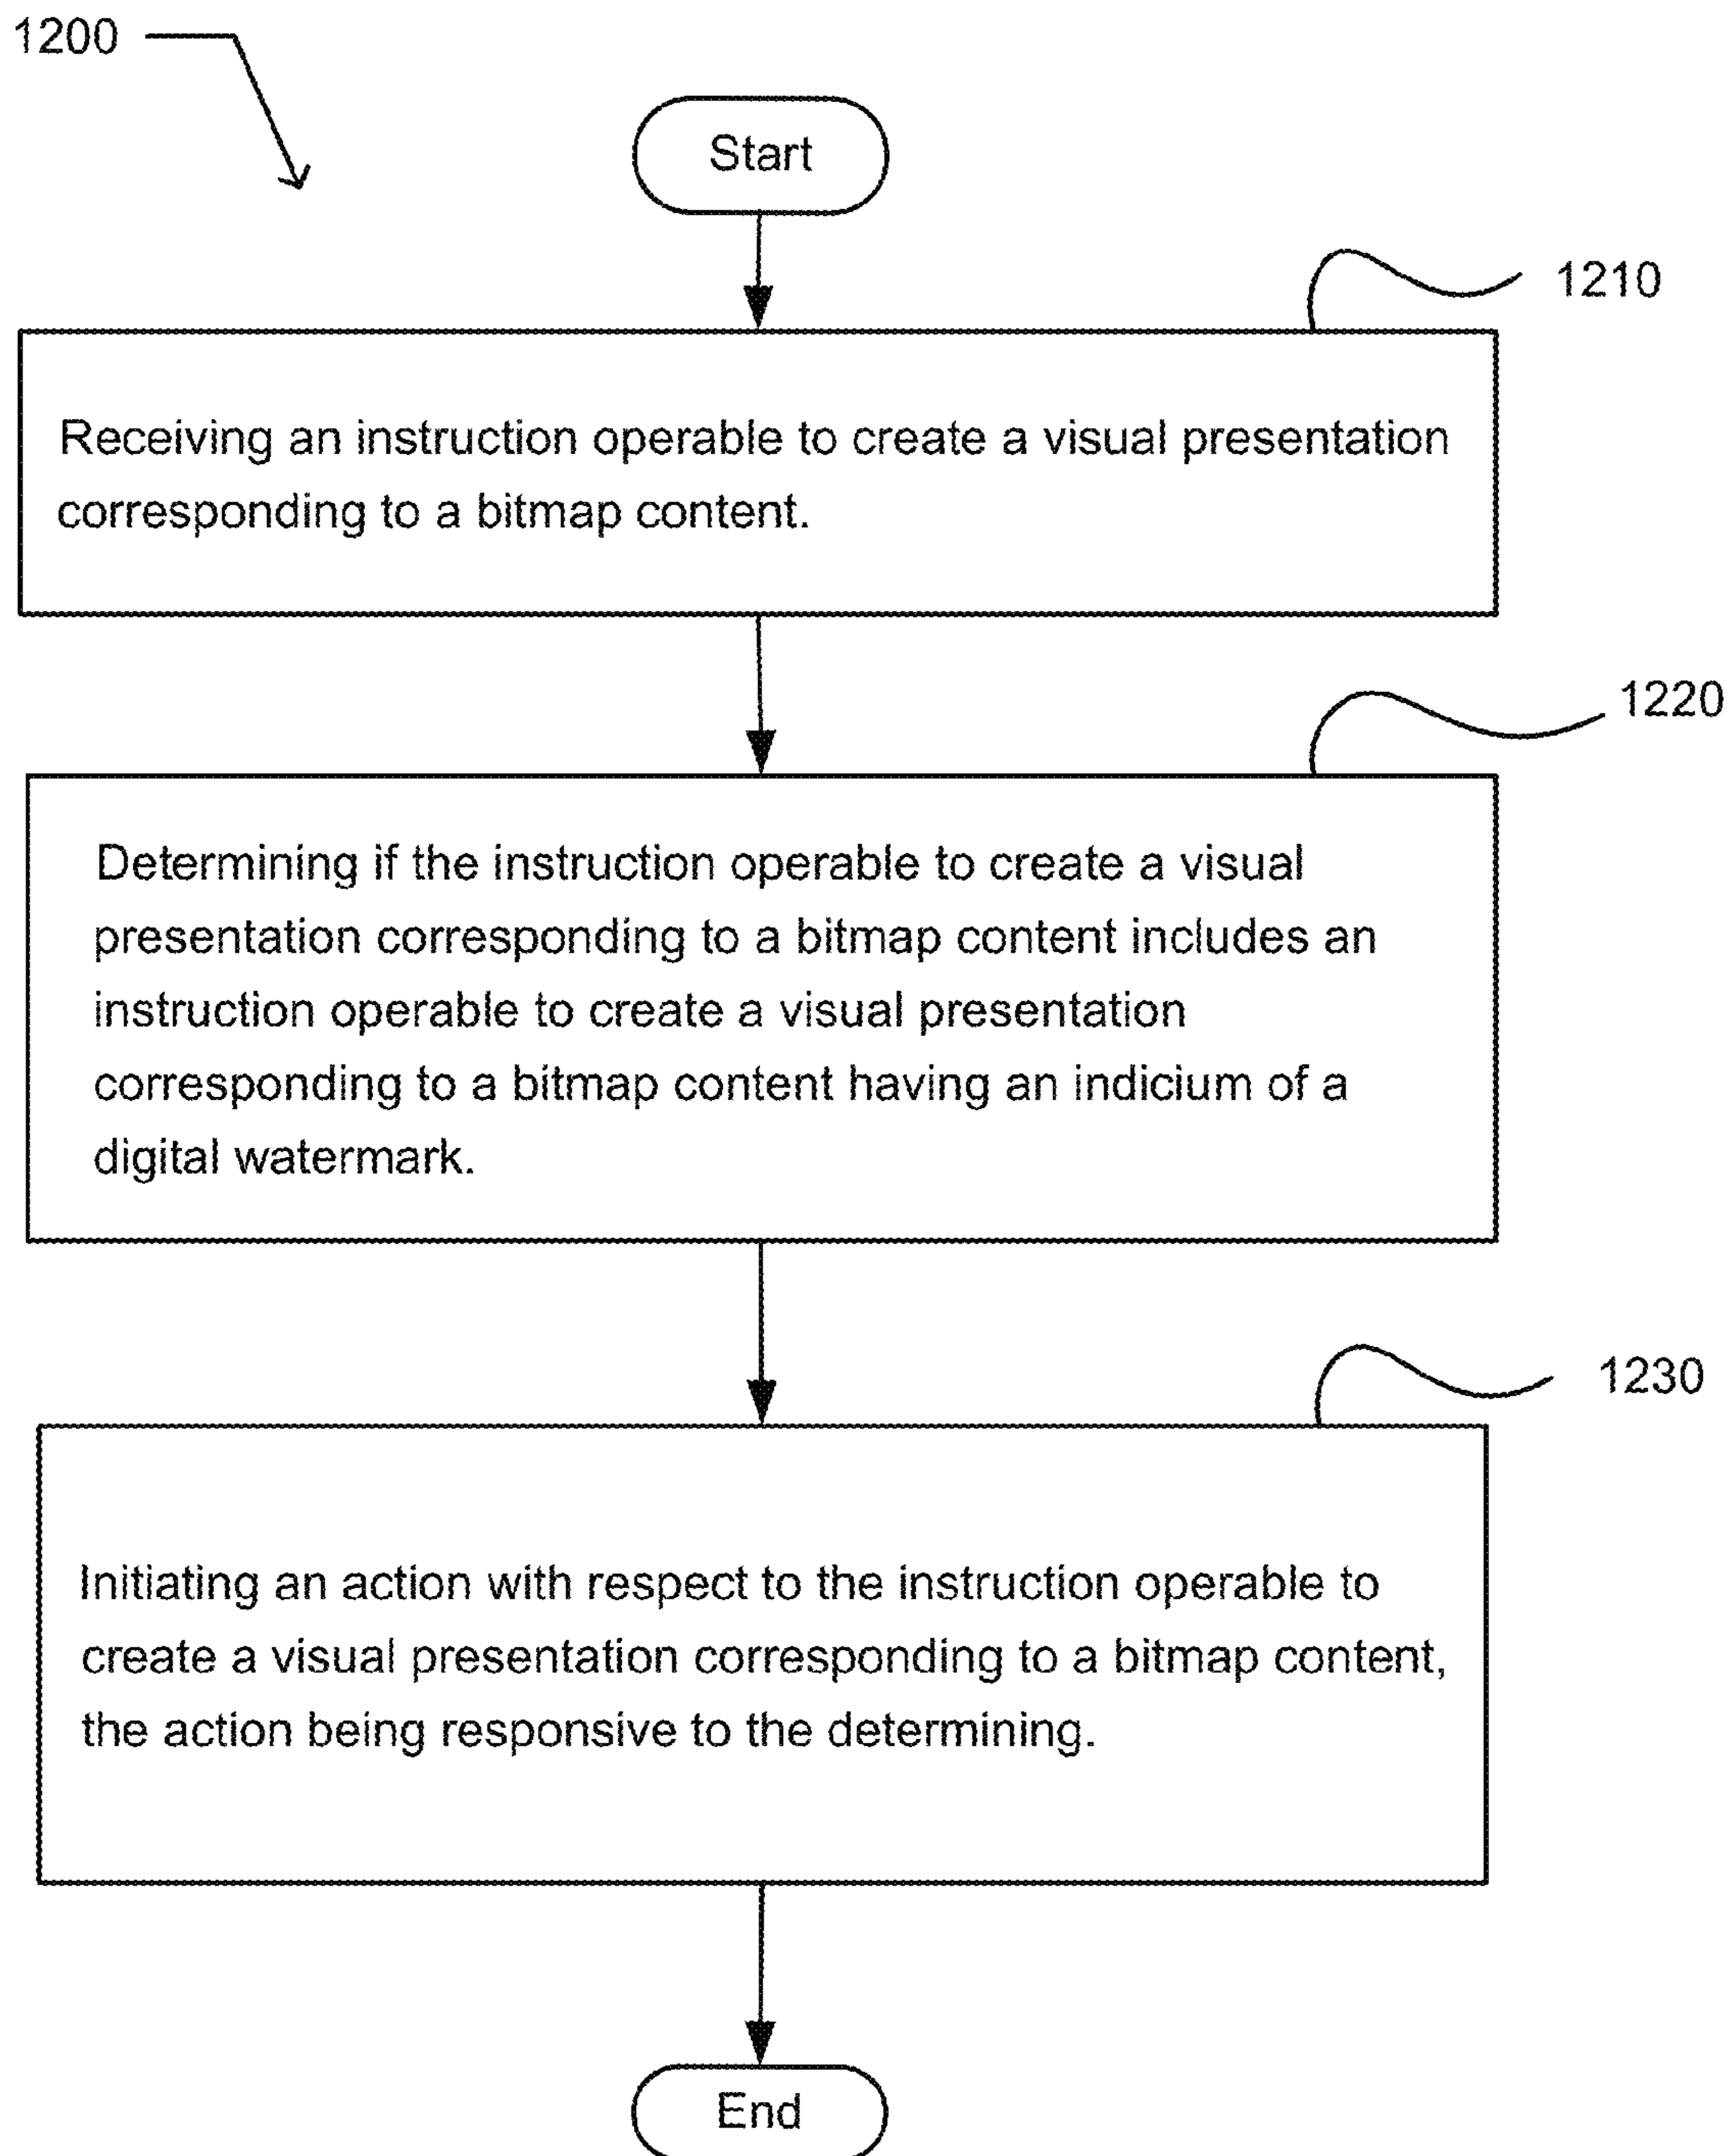 1200
Start
1210
Receiving an instruction operable to create a visual presentation
corresponding to a bitmap content.
1220
Determining if the instruction operable to create a visual
presentation corresponding to a bitmap content includes an
instruction operable to create a visual presentation
corresponding to a bitmap content having an indicium of a
digital watermark.
1230
Initiating an action with respect to the instruction operable to
create a visual presentation corresponding to a bitmap content,
the action being responsive to the determining.
End